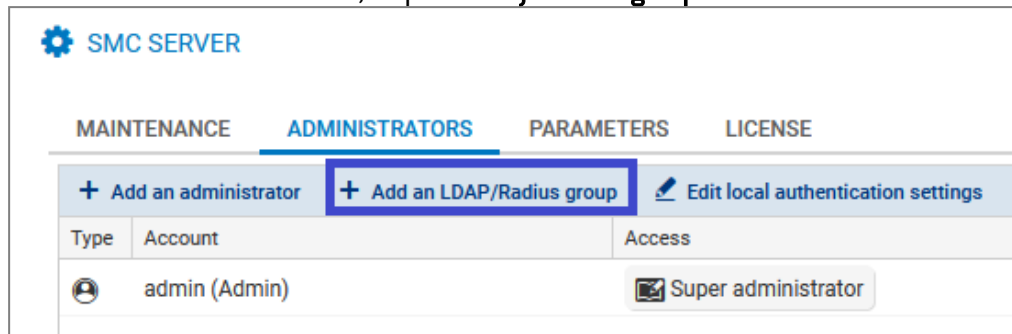 SMC SERVER
MAINTENANCE ADMINISTRATORS PARAMETERS LICENSE
+ Add an administrator + Add an LDAP/Radius group Edit local authentication settings
Type Account Access
admin (Admin) Super administrator